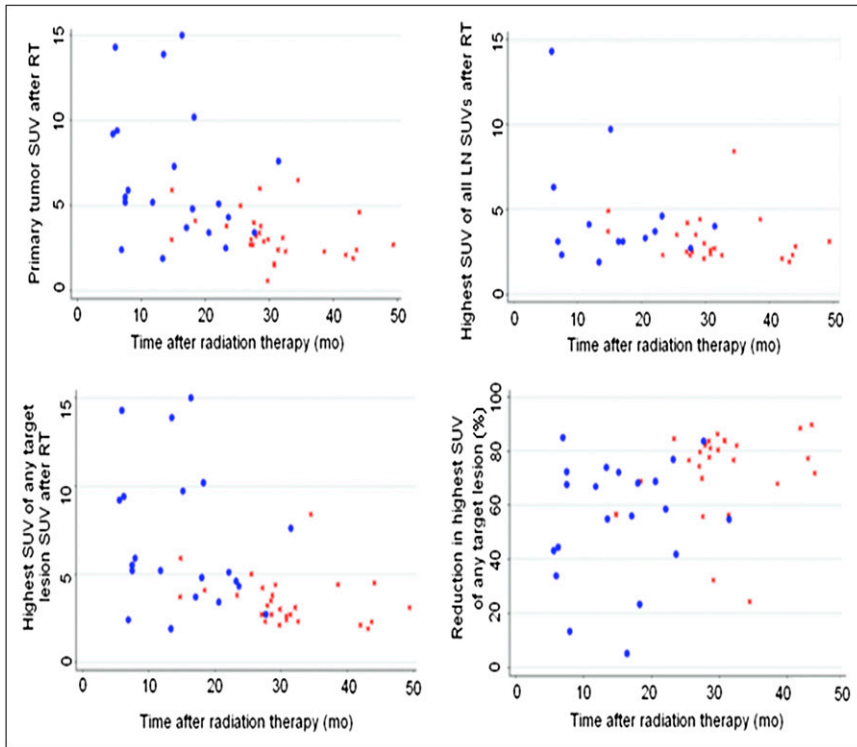 Primary tumor SUV after RT
15
10
5
0
0 10 20 30 40 50
Time after radiation therapy (mo)
Highest SUV of all LN SUVs after RT
15
10
5
0
0 10 20 30 40 50
Time after radiation therapy (mo)
Highest SUV of any target
lesion SUV after RT
15
10
5
0
0 10 20 30 40 50
Time after radiation therapy (mo)
Reduction in highest SUV
of any target lesion (%)
100
80
60
40
20
0
0 10 20 30 40 50
Time after radiation therapy (mo)